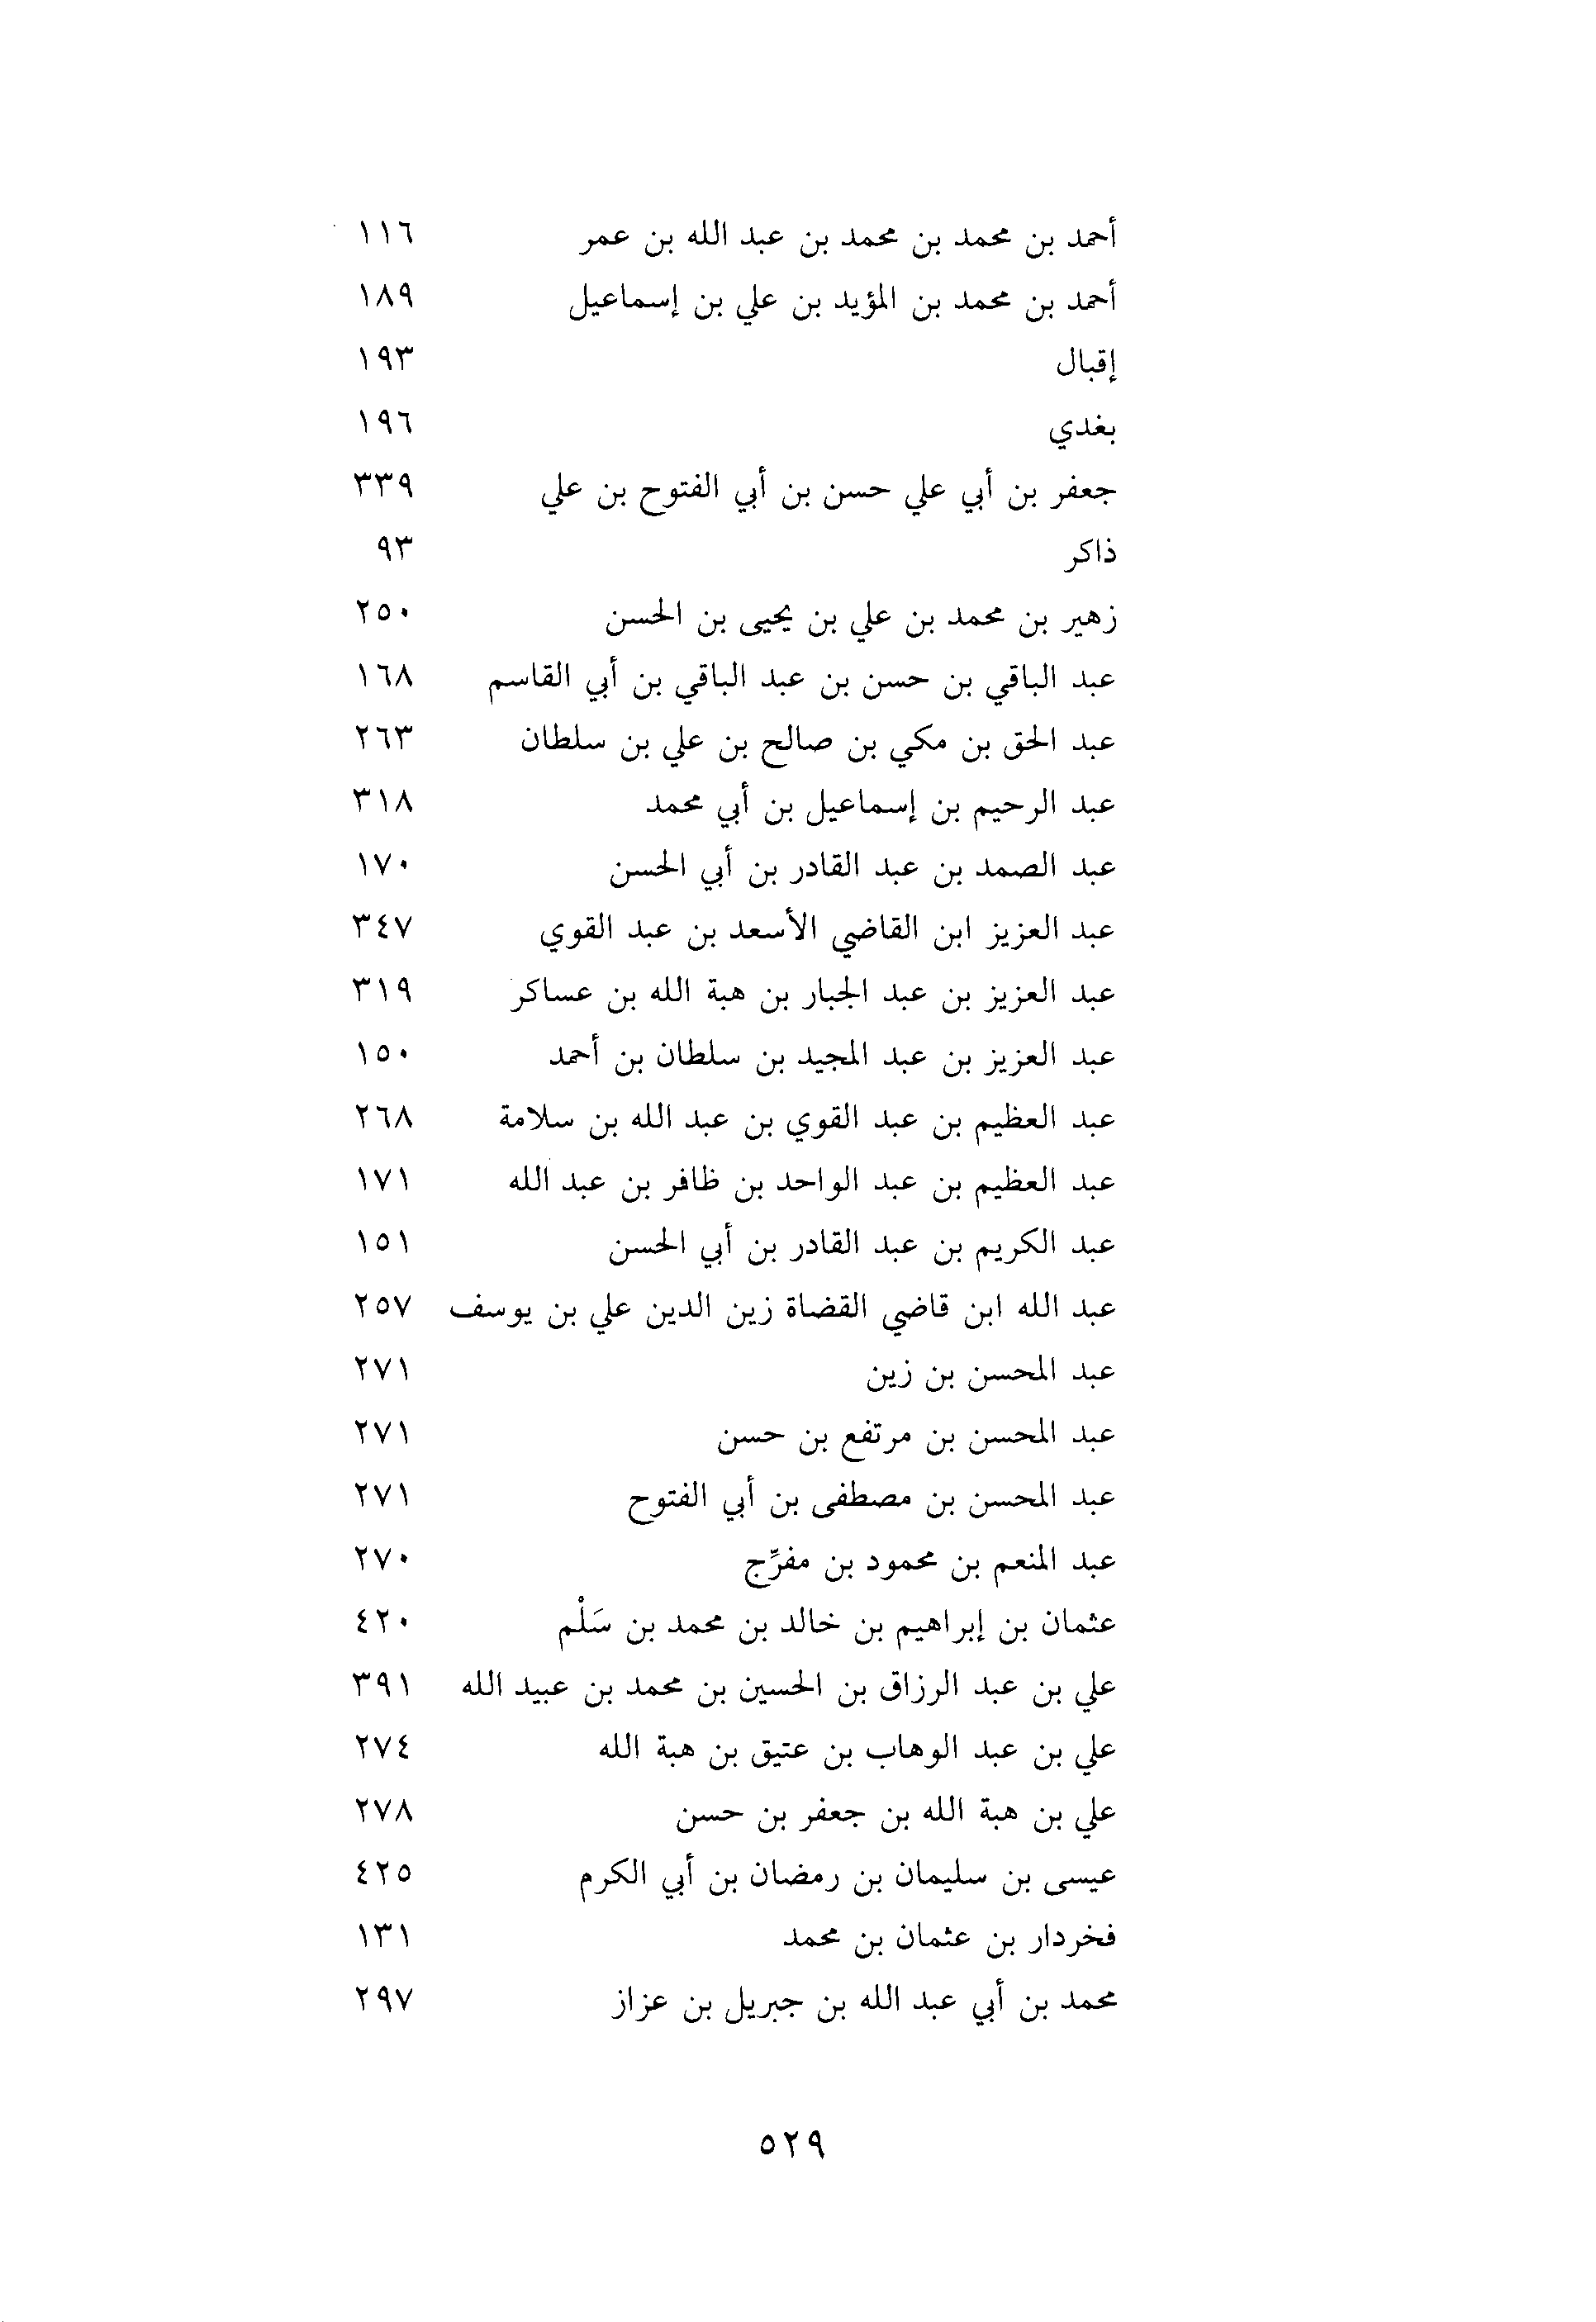 أحمد بن محمد بن محمد بن عبد الله بن عمر ١١٦
أحمد بن محمد بن المؤيد بن علي بن إسماعيل ١٨٩
إقبال ١٩٣
بغدي ١٩٦
جعفر بن أبي علي حسن بن أبي الفتوح بن علي ٣٣٩
ذاكر ٩٣
زهير بن محمد بن علي بن يحيى بن الحسن ٢٥٠
عبد الباقي بن حسن بن عبد الباقي بن أبي القاسم ١٦٨
عبد الحق بن مكي بن صالح بن علي بن سلطان ٢٦٣
عبد الرحيم بن إسماعيل بن أبي محمد ٣١٨
عبد الصمد بن عبد القادر بن أبي الحسن ١٧٠
عبد العزيز ابن القاضي الأسعد بن عبد القوي ٣٤٧
عبد العزيز بن عبد الجبار بن هبة الله بن عساكر ٣١٩
عبد العزيز بن عبد المجيد بن سلطان بن أحمد ١٥٠
عبد العظيم بن عبد القوي بن عبد الله بن سلامة ٢٦٨
عبد العظيم بن عبد الواحد بن ظافر بن عبد الله ١٧١
عبد الكريم بن عبد القادر بن أبي الحسن ١٥١
عبد الله ابن قاضي القضاة زين الدين علي بن يوسف ٢٥٧
عبد المحسن بن زين ٢٧١
عبد المحسن بن مرتفع بن حسن ٢٧١
عبد المحسن بن مصطفى بن أبي الفتوح ٢٧١
عبد المنعم بن محمود بن مفرِّج ٢٧٠
عثمان بن إبراهيم بن خالد بن محمد بن سَلْم ٤٢٠
علي بن عبد الرزاق بن الحسين بن محمد بن عبيد الله ٣٩١
علي بن عبد الوهاب بن عتيق بن هبة الله ٢٧٤
علي بن هبة الله بن جعفر بن حسن ٢٧٨
عيسى بن سليمان بن رمضان بن أبي الكرم ٤٢٥
فخردار بن عثمان بن محمد ١٣١
محمد بن أبي عبد الله بن جبريل بن عزاز ٢٩٧
٥٢٩